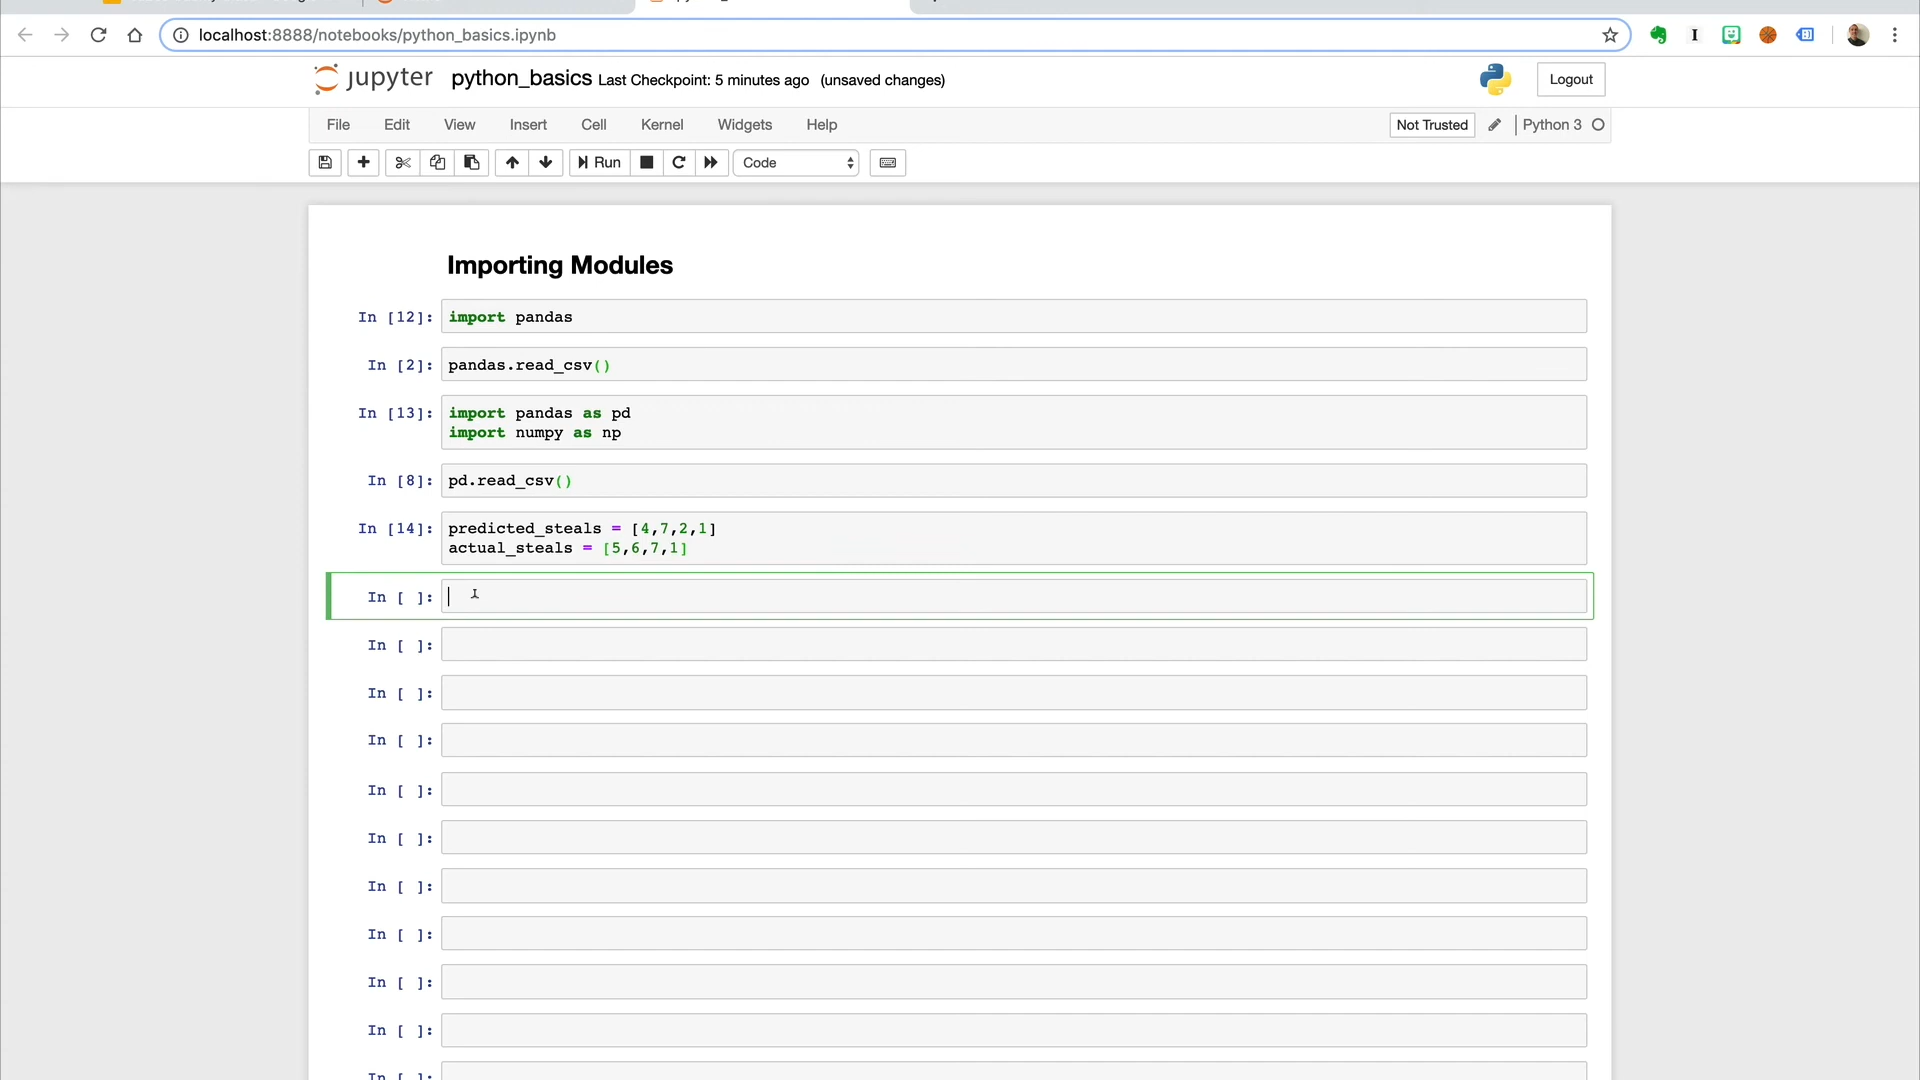 localhost:8888/notebooks/python_basics.ipynb
jupyter python_basics Last Checkpoint: 5 minutes ago (unsaved changes)
Logout
File Edit View Insert Cell Kernel Widgets Help
Not Trusted
Python 3
Run
Code
Importing Modules
In [12]: import pandas
In [2]: pandas.read_csv()
In [13]: import pandas as pd
import numpy as np
In [8]: pd.read_csv()
In [14]: predicted_steals = [4,7,2,1]
actual_steals = [5,6,7,1]
In [ ]:
In [ ]:
In [ ]:
In [ ]:
In [ ]:
In [ ]:
In [ ]:
In [ ]:
In [ ]:
In [ ]:
In [ ]: